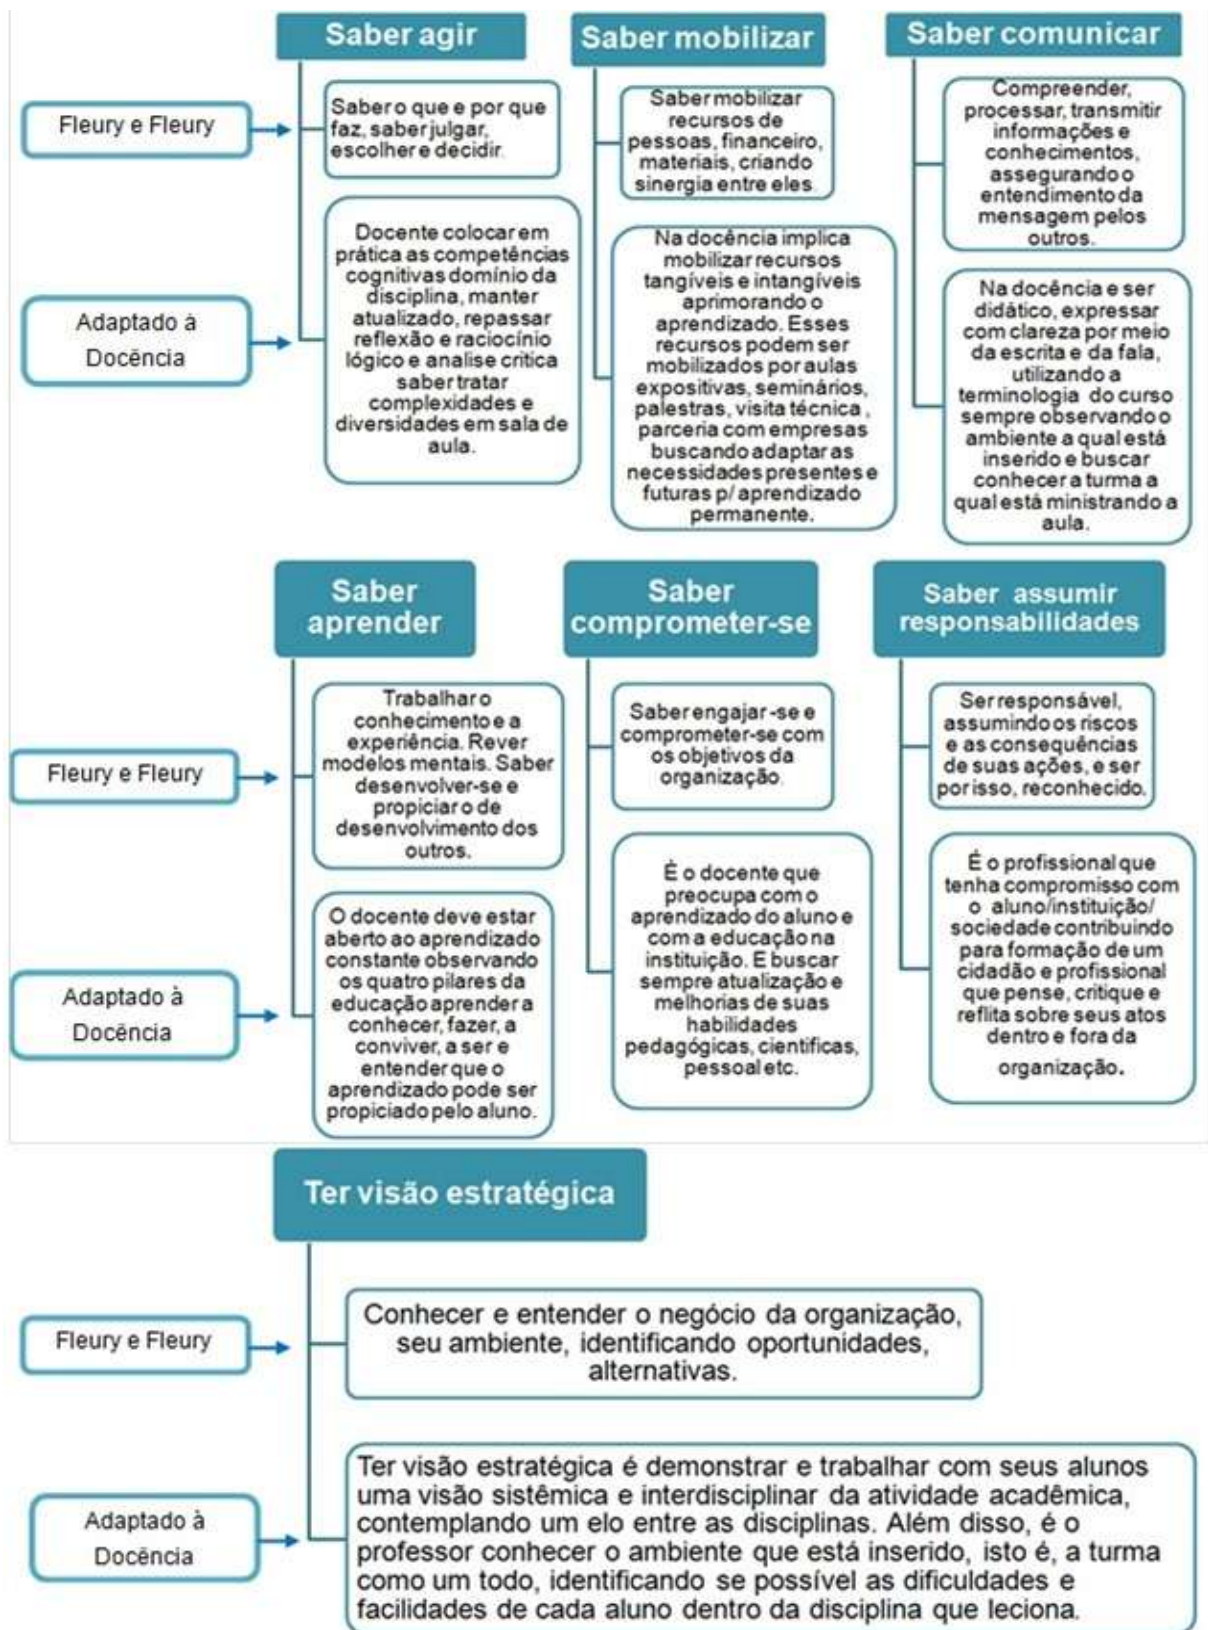 Saber agir
Saber mobilizar
Saber comunicar
Fleury e Fleury
Saber o que e por que
faz, saber julgar,
escolher e decidir.
Saber mobilizar
recursos de
pessoas, financeiro,
materiais, criando
sinergia entre eles.
Compreender,
processar, transmitir
informações e
conhecimentos,
assegurando o
entendimento da
mensagem pelos
outros.
Adaptado à
Docência
Docente colocar em
prática as competências
cognitivas domínio da
disciplina, manter
atualizado, repassar
reflexão e raciocínio
lógico e analise critica
saber tratar
complexidades e
diversidades em sala de
aula.
Na docência implica
mobilizar recursos
tangíveis e intangíveis
aprimorando o
aprendizado. Esses
recursos podem ser
mobilizados por aulas
expositivas, seminários,
palestras, visita técnica ,
parceria com empresas
buscando adaptar as
necessidades presentes e
futuras p/ aprendizado
permanente.
Na docência e ser
didático, expressar
com clareza por meio
da escrita e da fala,
utilizando a
terminologia do curso
sempre observando o
ambiente a qual está
inserido e buscar
conhecer a turma a
qual está ministrando a
aula.
Saber
aprender
Saber
comprometer-se
Saber assumir
responsabilidades
Fleury e Fleury
Trabalhar o
conhecimento e a
experiência. Rever
modelos mentais. Saber
desenvolver-se e
propiciar o de
desenvolvimento dos
outros.
Saber engajar -se e
comprometer-se com
os objetivos da
organização.
Ser responsável,
assumindo os riscos
e as consequências
de suas ações, e ser
por isso, reconhecido.
Adaptado à
Docência
O docente deve estar
aberto ao aprendizado
constante observando
os quatro pilares da
educação aprender a
conhecer, fazer, a
conviver, a ser e
entender que o
aprendizado pode ser
propiciado pelo aluno.
É o docente que
preocupa com o
aprendizado do aluno e
com a educação na
instituição. E buscar
sempre atualização e
melhorias de suas
habilidades
pedagógicas, cientificas,
pessoal etc.
É o profissional que
tenha compromisso com
o aluno/instituição/
sociedade contribuindo
para formação de um
cidadão e profissional
que pense, critique e
reflita sobre seus atos
dentro e fora da
organização.
Ter visão estratégica
Fleury e Fleury
Conhecer e entender o negócio da organização,
seu ambiente, identificando oportunidades,
alternativas.
Adaptado à
Docência
Ter visão estratégica é demonstrar e trabalhar com seus alunos
uma visão sistêmica e interdisciplinar da atividade acadêmica,
contemplando um elo entre as disciplinas. Além disso, é o
professor conhecer o ambiente que está inserido, isto é, a turma
como um todo, identificando se possível as dificuldades e
facilidades de cada aluno dentro da disciplina que leciona.